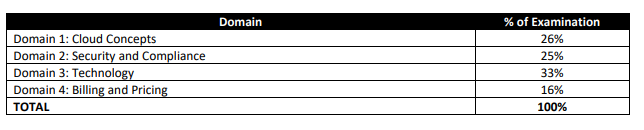 Domain % of Examination
Domain 1: Cloud Concepts 26%
Domain 2: Security and Compliance 25%
Domain 3: Technology 33%
Domain 4: Billing and Pricing 16%
TOTAL 100%